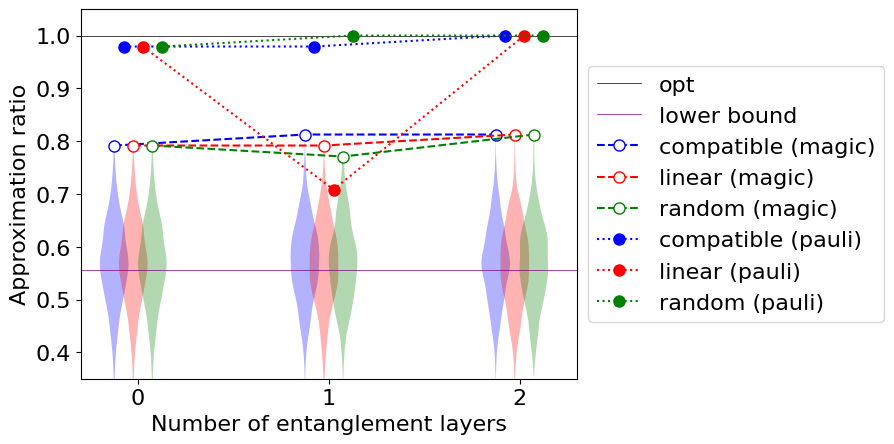 1.0
0.9
0.8
0.7
0.6
0.5
0.4
Approximation ratio
0 1 2
Number of entanglement layers
opt
lower bound
compatible (magic)
linear (magic)
random (magic)
compatible (pauli)
linear (pauli)
random (pauli)